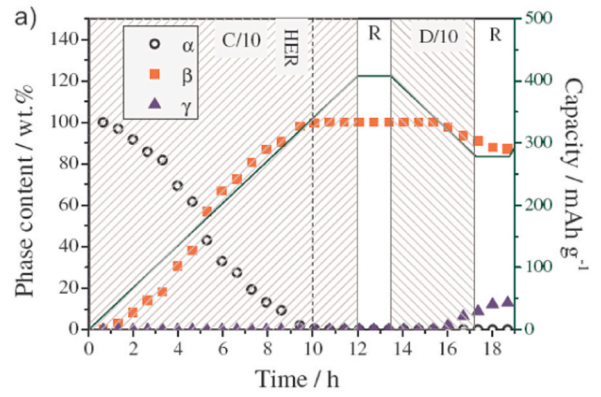 a)
C/10
HER
R
D/10
R
α
β
γ
140
120
100
80
60
40
20
0
500
400
300
200
100
0
0 2 4 6 8 10 12 14 16 18
Phase content / wt.%
Capacity / mAh g⁻¹
Time / h